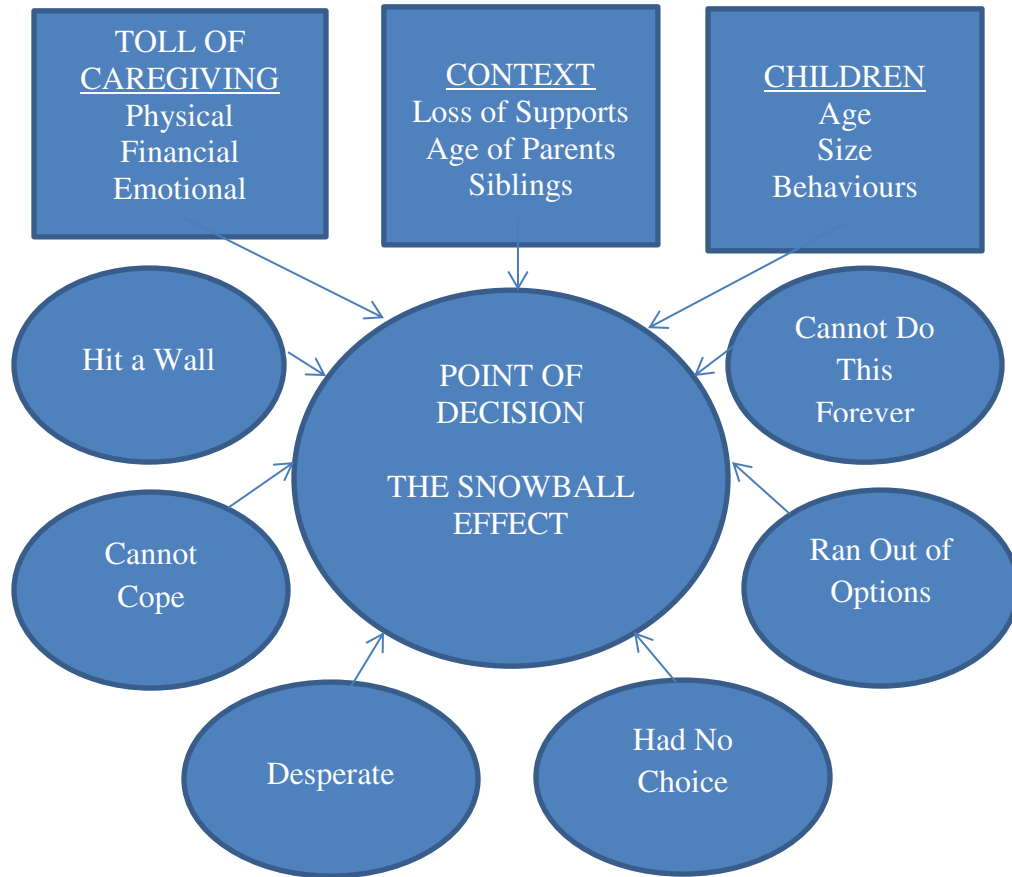 TOLL OF
CAREGIVING
Physical
Financial
Emotional
CONTEXT
Loss of Supports
Age of Parents
Siblings
CHILDREN
Age
Size
Behaviours
Hit a Wall
POINT OF
DECISION
THE SNOWBALL
EFFECT
Cannot Do
This
Forever
Cannot
Cope
Ran Out of
Options
Desperate
Had No
Choice